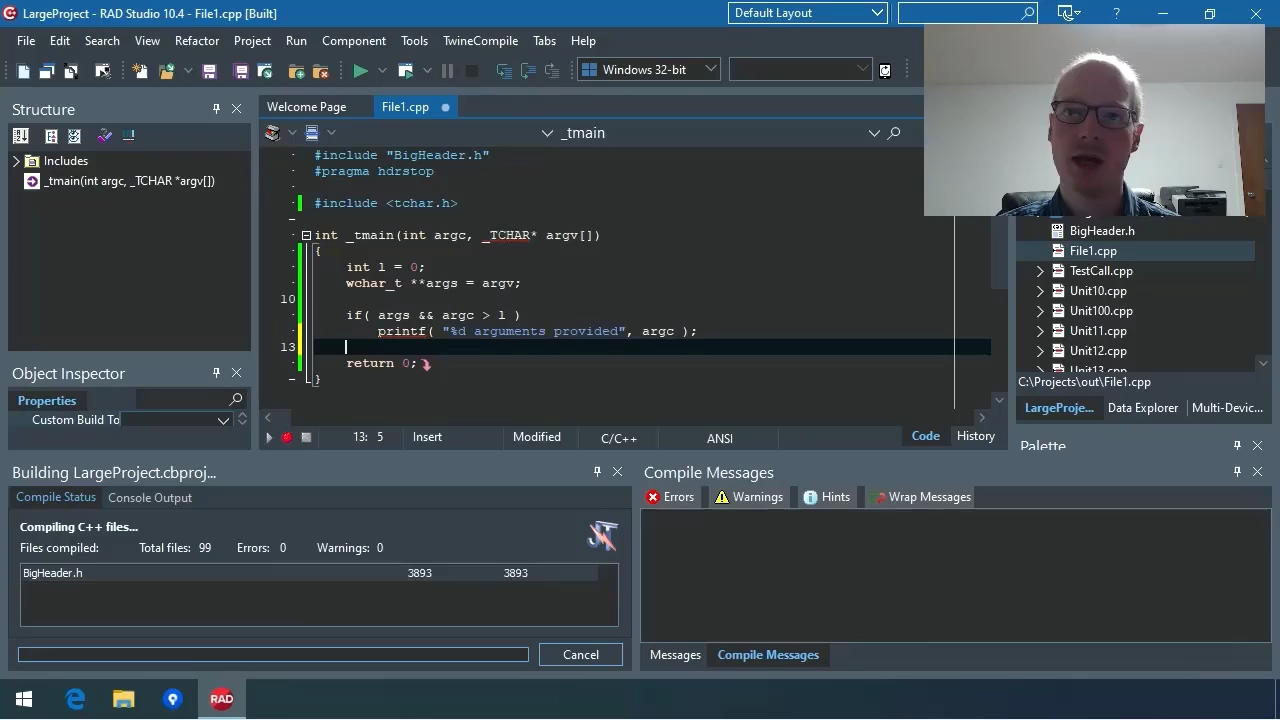 LargeProject - RAD Studio 10.4 - File1.cpp [Built]
Default Layout
File Edit Search View Refactor Project Run Component Tools TwineCompile Tabs Help
Windows 32-bit
Structure
Includes
_tmain(int argc, _TCHAR *argv[])
Object Inspector
Properties
Custom Build To
Welcome Page File1.cpp
_tmain
#include "BigHeader.h"
#pragma hdrstop
#include <tchar.h>
int _tmain(int argc, _TCHAR* argv[])
{
int l = 0;
wchar_t **args = argv;
10
if( args && argc > l )
printf( "%d arguments provided", argc );
13
return 0;
}
13: 5 Insert Modified C/C++ ANSI Code History
BigHeader.h
File1.cpp
TestCall.cpp
Unit10.cpp
Unit100.cpp
Unit11.cpp
Unit12.cpp
Unit13.cpp
C:\Projects\out\File1.cpp
LargeProje... Data Explorer Multi-Devic...
Palette
Building LargeProject.cbproj...
Compile Status Console Output
Compiling C++ files...
Files compiled: Total files: 99 Errors: 0 Warnings: 0
BigHeader.h 3893 3893
Cancel
Compile Messages
Errors Warnings Hints Wrap Messages
Messages Compile Messages
RAD